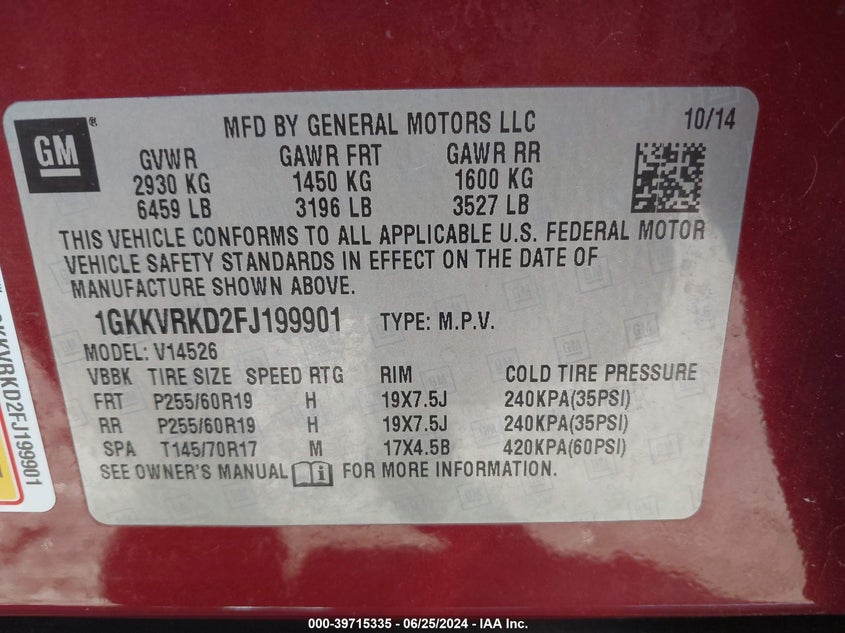 GM
®
MFD BY GENERAL MOTORS LLC 10/14
GVWR GAWR FRT GAWR RR
2930 KG 1450 KG 1600 KG
6459 LB 3196 LB 3527 LB
THIS VEHICLE CONFORMS TO ALL APPLICABLE U.S. FEDERAL MOTOR
VEHICLE SAFETY STANDARDS IN EFFECT ON THE DATE OF
MANUFACTURE SHOWN ABOVE.
1GKKVRKD2FJ199901 TYPE: M.P.V.
MODEL: V14526
VBBK TIRE SIZE SPEED RTG RIM COLD TIRE PRESSURE
FRT P255/60R19 H 19X7.5J 240KPA(35PSI)
RR P255/60R19 H 19X7.5J 240KPA(35PSI)
SPA T145/70R17 M 17X4.5B 420KPA(60PSI)
SEE OWNER'S MANUAL FOR MORE INFORMATION.
GKKVRKD2FJ199901
000-39715335 / 06/25/2024 - IAA Inc.